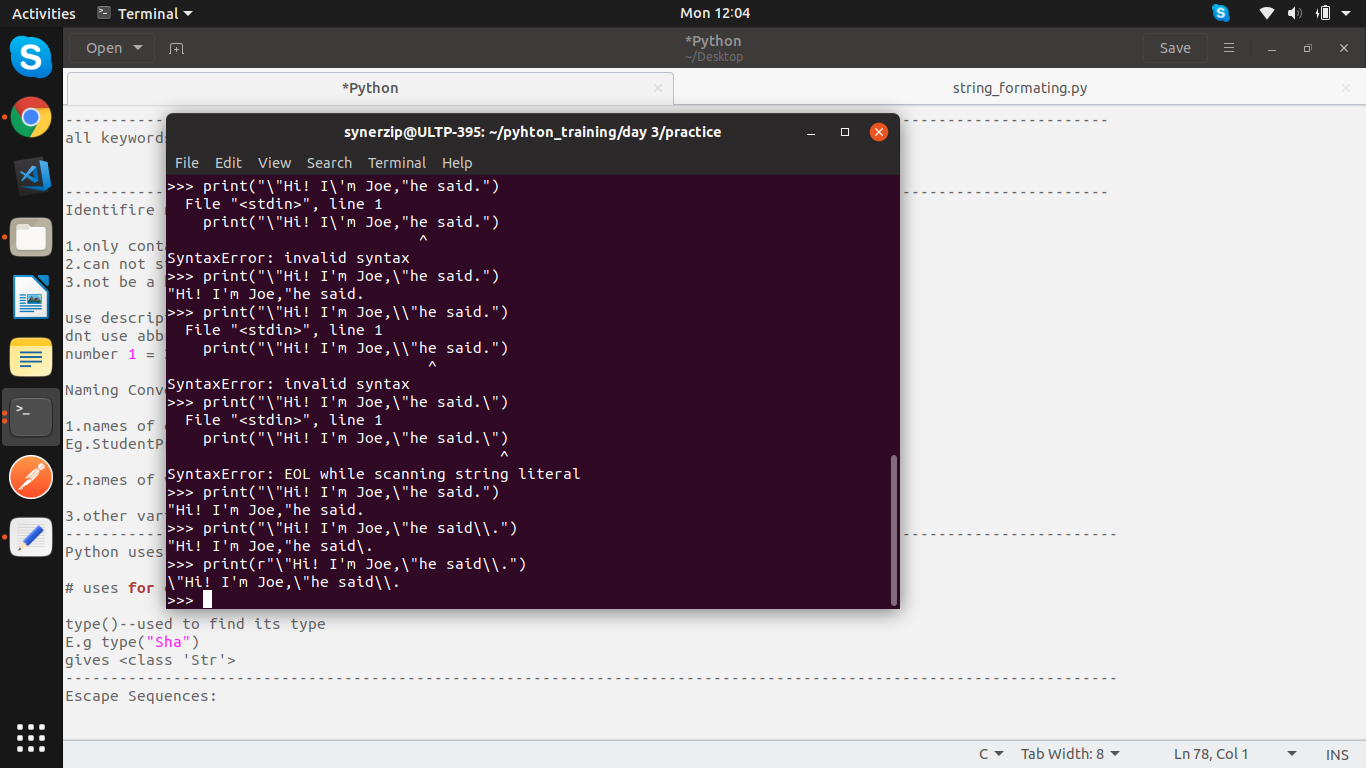 Activities Terminal Mon 12:04
Open *Python ~/Desktop Save
*Python string_formating.py
synerzip@ULTP-395: ~/pyhton_training/day 3/practice
File Edit View Search Terminal Help
>>> print("\"Hi! I\'m Joe,"he said.")
  File "<stdin>", line 1
    print("\"Hi! I\'m Joe,"he said.")
                            ^
SyntaxError: invalid syntax
>>> print("\"Hi! I'm Joe,\"he said.")
"Hi! I'm Joe,"he said.
>>> print("\"Hi! I'm Joe,\\"he said.")
  File "<stdin>", line 1
    print("\"Hi! I'm Joe,\\"he said.")
                             ^
SyntaxError: invalid syntax
>>> print("\"Hi! I'm Joe,\"he said.\")
  File "<stdin>", line 1
    print("\"Hi! I'm Joe,\"he said.\")
                                     ^
SyntaxError: EOL while scanning string literal
>>> print("\"Hi! I'm Joe,\"he said.")
"Hi! I'm Joe,"he said.
>>> print("\"Hi! I'm Joe,\"he said\\.")
"Hi! I'm Joe,"he said\.
>>> print(r"\"Hi! I'm Joe,\"he said\\.")
\"Hi! I'm Joe,\"he said\\.
>>>
all keyword
Identifire
1.only cont
2.can not s
3.not be a
use descrip
dnt use abb
number 1 =
Naming Conv
1.names of
Eg.StudentP
2.names of
3.other var
Python uses
# uses for
type()--used to find its type
E.g type("Sha")
gives <class 'Str'>
Escape Sequences:
C Tab Width: 8 Ln 78, Col 1 INS